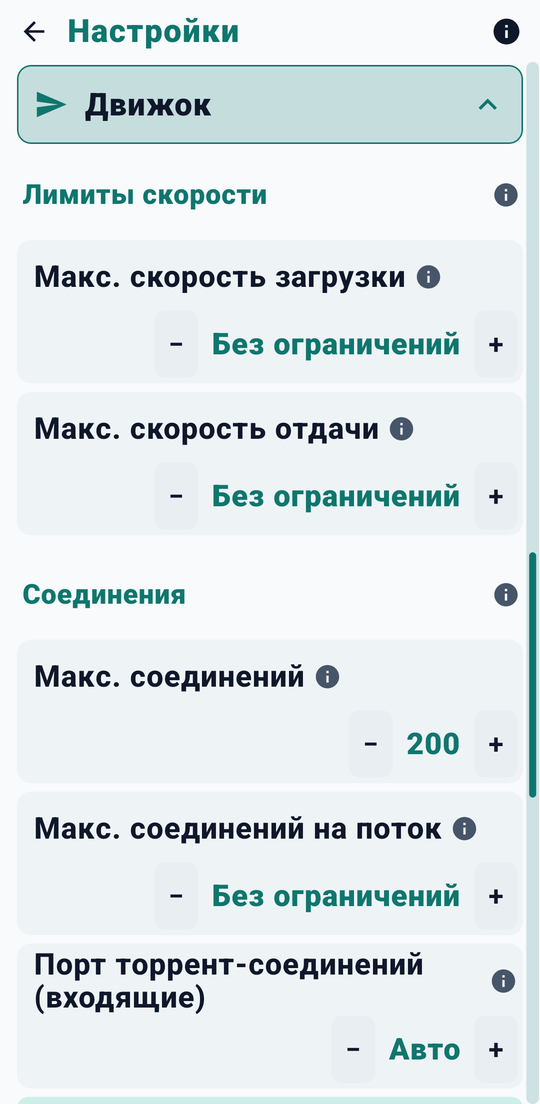 Настройки
Движок
Лимиты скорости
Макс. скорость загрузки
− Без ограничений +
Макс. скорость отдачи
− Без ограничений +
Соединения
Макс. соединений
− 200 +
Макс. соединений на поток
− Без ограничений +
Порт торрент-соединений
(входящие)
− Авто +